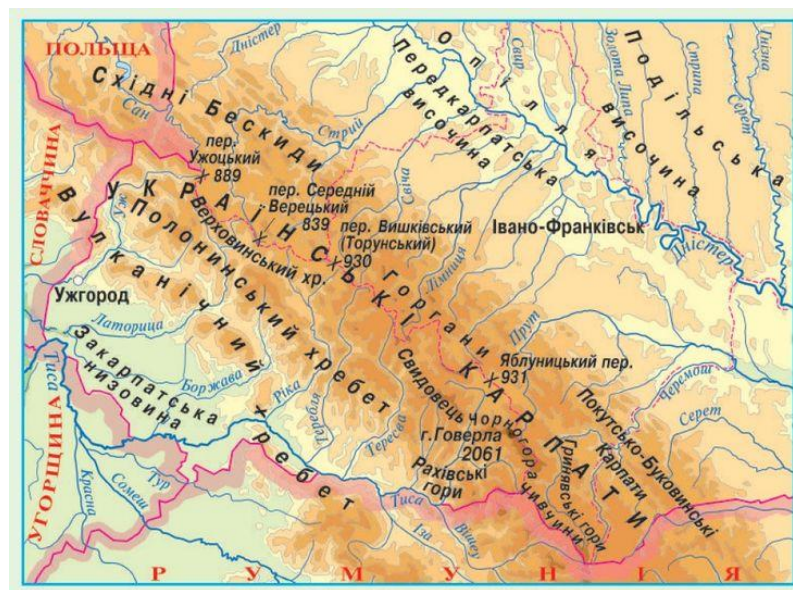 ПОЛЬЩА
СЛОВАЧЧИНА
УГОРЩИНА
РУМУНІЯ
УКРАЇНСЬКІ КАРПАТИ
Східні Бескиди
Передкарпатська
височина
Опілля
Подільська
височина
пер.
Ужоцький
889
пер. Середній
Верецький
839
пер. Вишківський
(Торунський)
930
Верховинський хр.
Полонинський хребет
Вулканічний хребет
Закарпатська
низовина
Горгани
Свидовець
Чорногора
г.Говерла
2061
Рахівські
гори
Яблуницький пер.
931
Гринявські гори
Чивчини
Покутсько-Буковинські
Карпати
Ужгород
Івано-Франківськ
Дністер
Сан
Стрий
Свіча
Лімниця
Свир
Золота Липа
Стрипа
Серет
Гнізна
Дністер
Прут
Черемош
Серет
Уж
Латориця
Боржава
Ріка
Теребля
Тересва
Тиса
Тиса
Красна
Сомеш
Тур
Іза
Вішеу